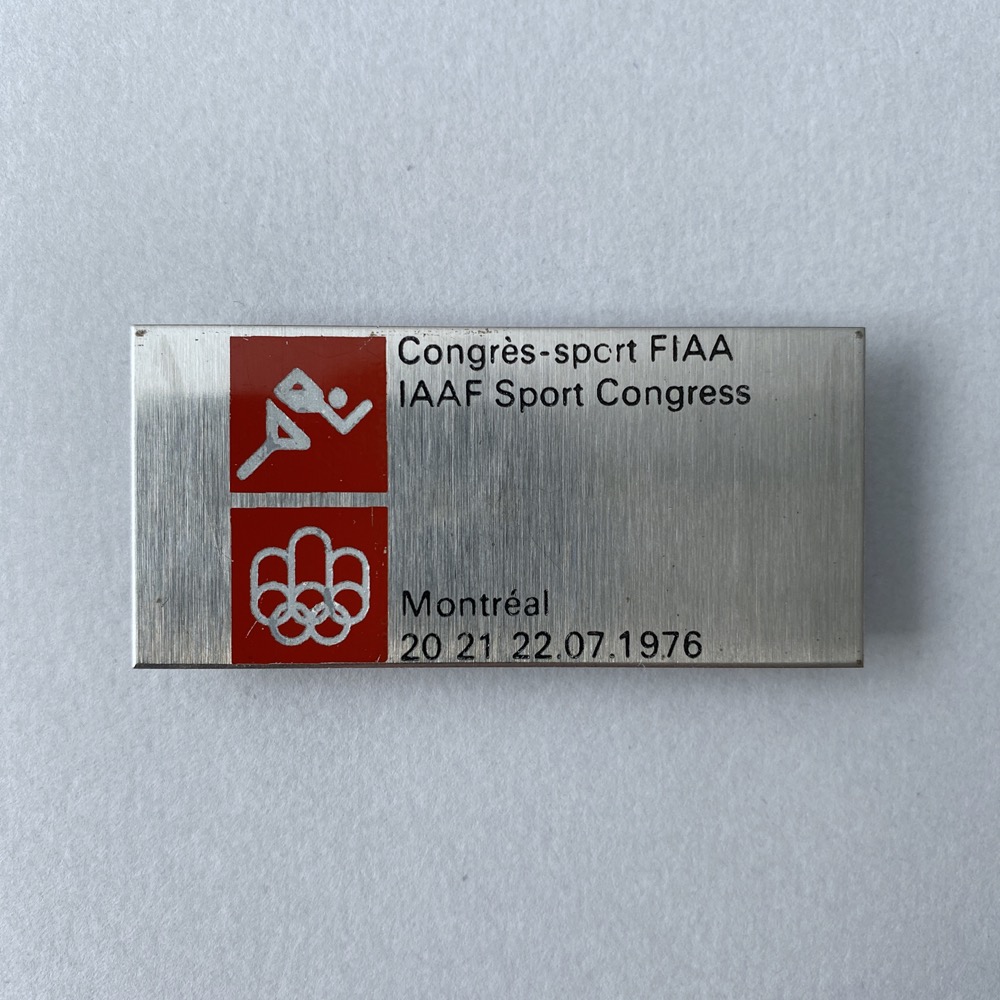 Congrès-sport FIAA
IAAF Sport Congress
Montréal
20 21 22.07.1976